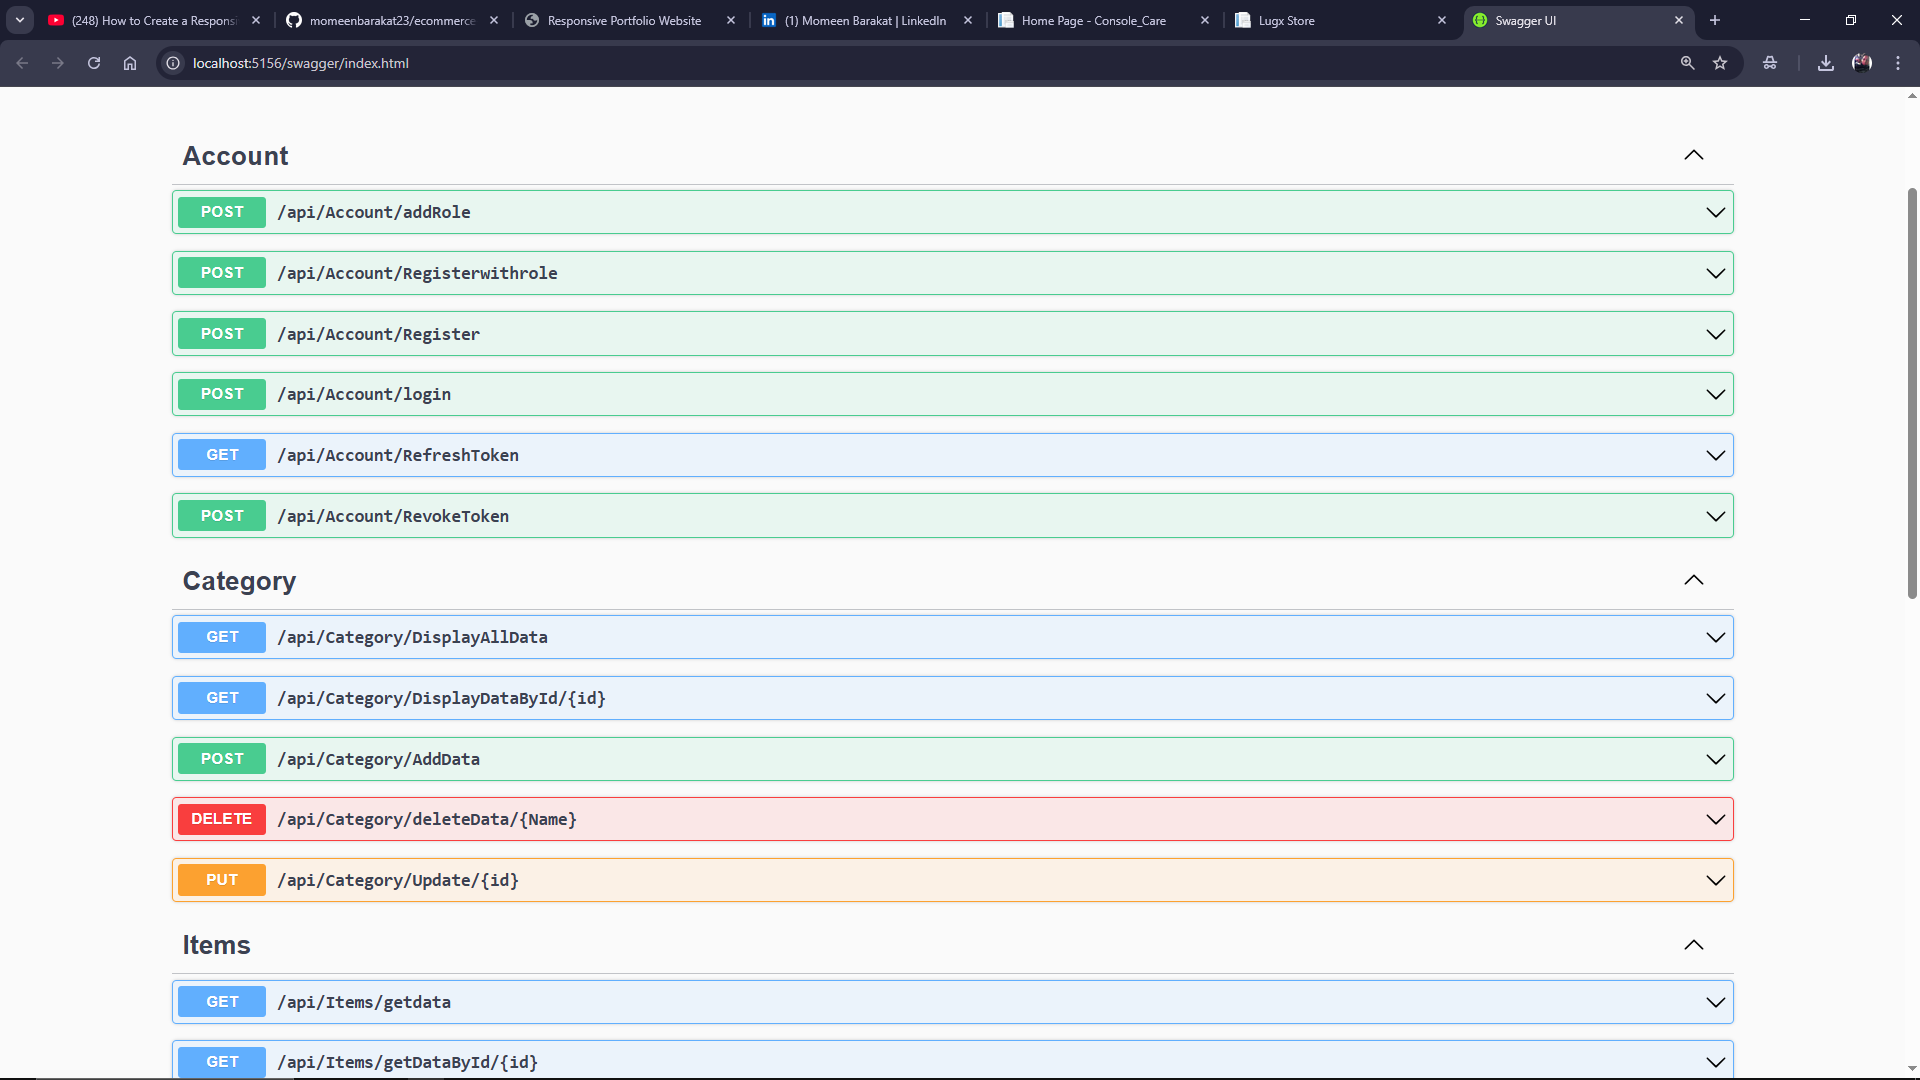 (248) How to Create a Responsi
momeenbarakat23/ecommerce
Responsive Portfolio Website
(1) Momeen Barakat | LinkedIn
Home Page - Console_Care
Lugx Store
Swagger UI
localhost:5156/swagger/index.html
Account
POST /api/Account/addRole
POST /api/Account/Registerwithrole
POST /api/Account/Register
POST /api/Account/login
GET /api/Account/RefreshToken
POST /api/Account/RevokeToken
Category
GET /api/Category/DisplayAllData
GET /api/Category/DisplayDataById/{id}
POST /api/Category/AddData
DELETE /api/Category/deleteData/{Name}
PUT /api/Category/Update/{id}
Items
GET /api/Items/getdata
GET /api/Items/getDataById/{id}